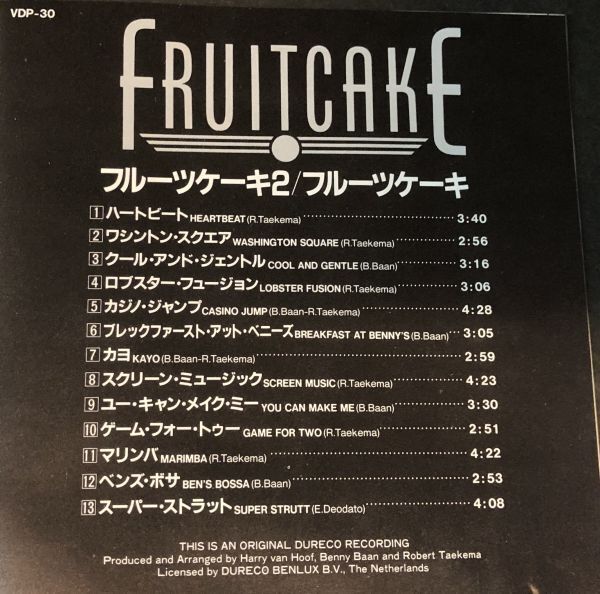 VDP-30
FRUITCAKE
フルーツケーキ2/フルーツケーキ
1 ハートビート HEARTBEAT (R.Taekema) 3:40
2 ワシントン・スクエア WASHINGTON SQUARE (R.Taekema) 2:56
3 クール・アンド・ジェントル COOL AND GENTLE (B.Baan) 3:16
4 ロブスター・フュージョン LOBSTER FUSION (R.Taekema) 3:06
5 カジノ・ジャンプ CASINO JUMP (B.Baan-R.Taekema) 4:28
6 ブレックファースト・アット・ベニーズ BREAKFAST AT BENNY'S (B.Baan) 3:05
7 カヨ KAYO (B.Baan-R.Taekema) 2:59
8 スクリーン・ミュージック SCREEN MUSIC (R.Taekema) 4:23
9 ユー・キャン・メイク・ミー YOU CAN MAKE ME (B.Baan) 3:30
10 ゲーム・フォー・トゥー GAME FOR TWO (R.Taekema) 2:51
11 マリンバ MARIMBA (R.Taekema) 4:22
12 ベンズ・ボサ BEN'S BOSSA (B.Baan) 2:53
13 スーパー・ストラット SUPER STRUTT (E.Deodato) 4:08
THIS IS AN ORIGINAL DURECO RECORDING
Produced and Arranged by Harry van Hoof, Benny Baan and Robert Taekema
Licensed by DURECO BENLUX B.V., The Netherlands